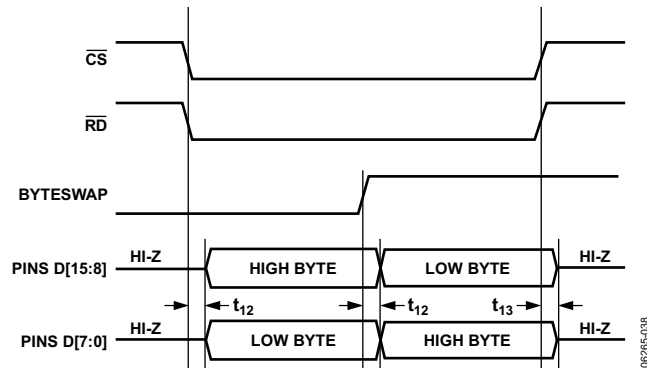 CS
RD
BYTESWAP
PINS D[15:8] HI-Z HIGH BYTE LOW BYTE HI-Z
t12 t12 t13
PINS D[7:0] HI-Z LOW BYTE HIGH BYTE HI-Z
06265-038